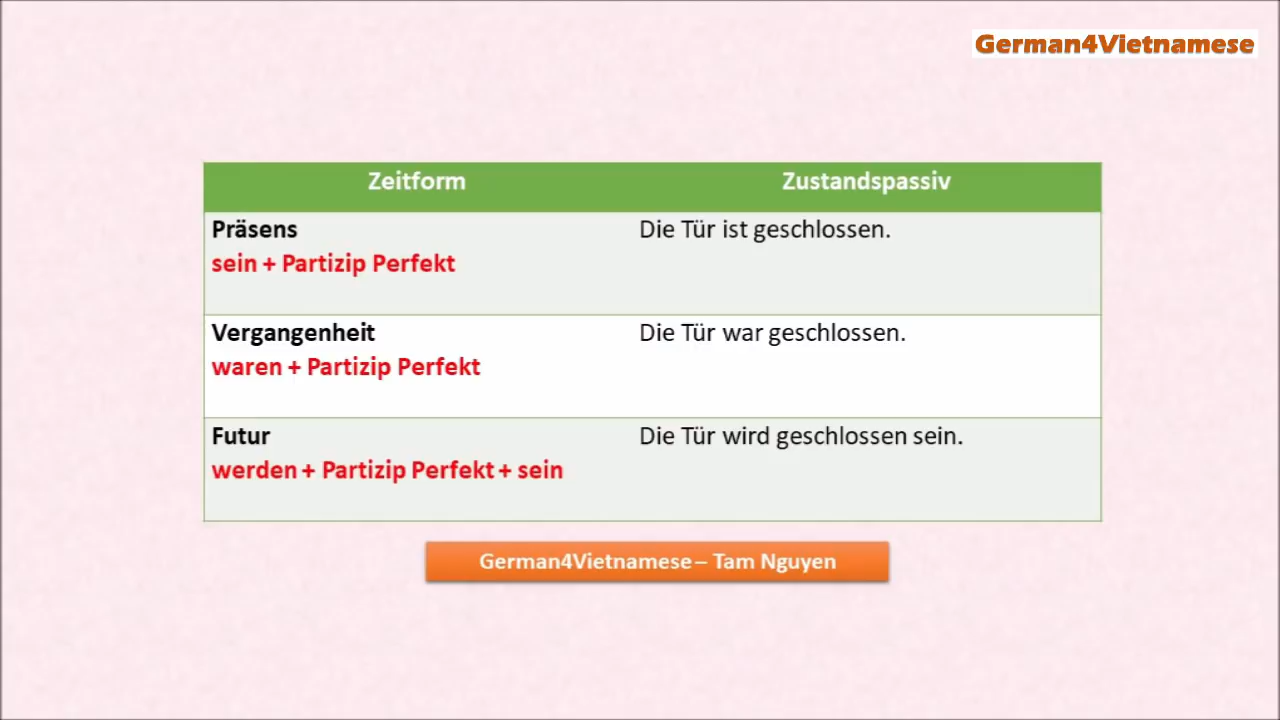 German4Vietnamese
Zeitform Zustandspassiv
Präsens Die Tür ist geschlossen.
sein + Partizip Perfekt
Vergangenheit Die Tür war geschlossen.
waren + Partizip Perfekt
Futur Die Tür wird geschlossen sein.
werden + Partizip Perfekt + sein
German4Vietnamese – Tam Nguyen